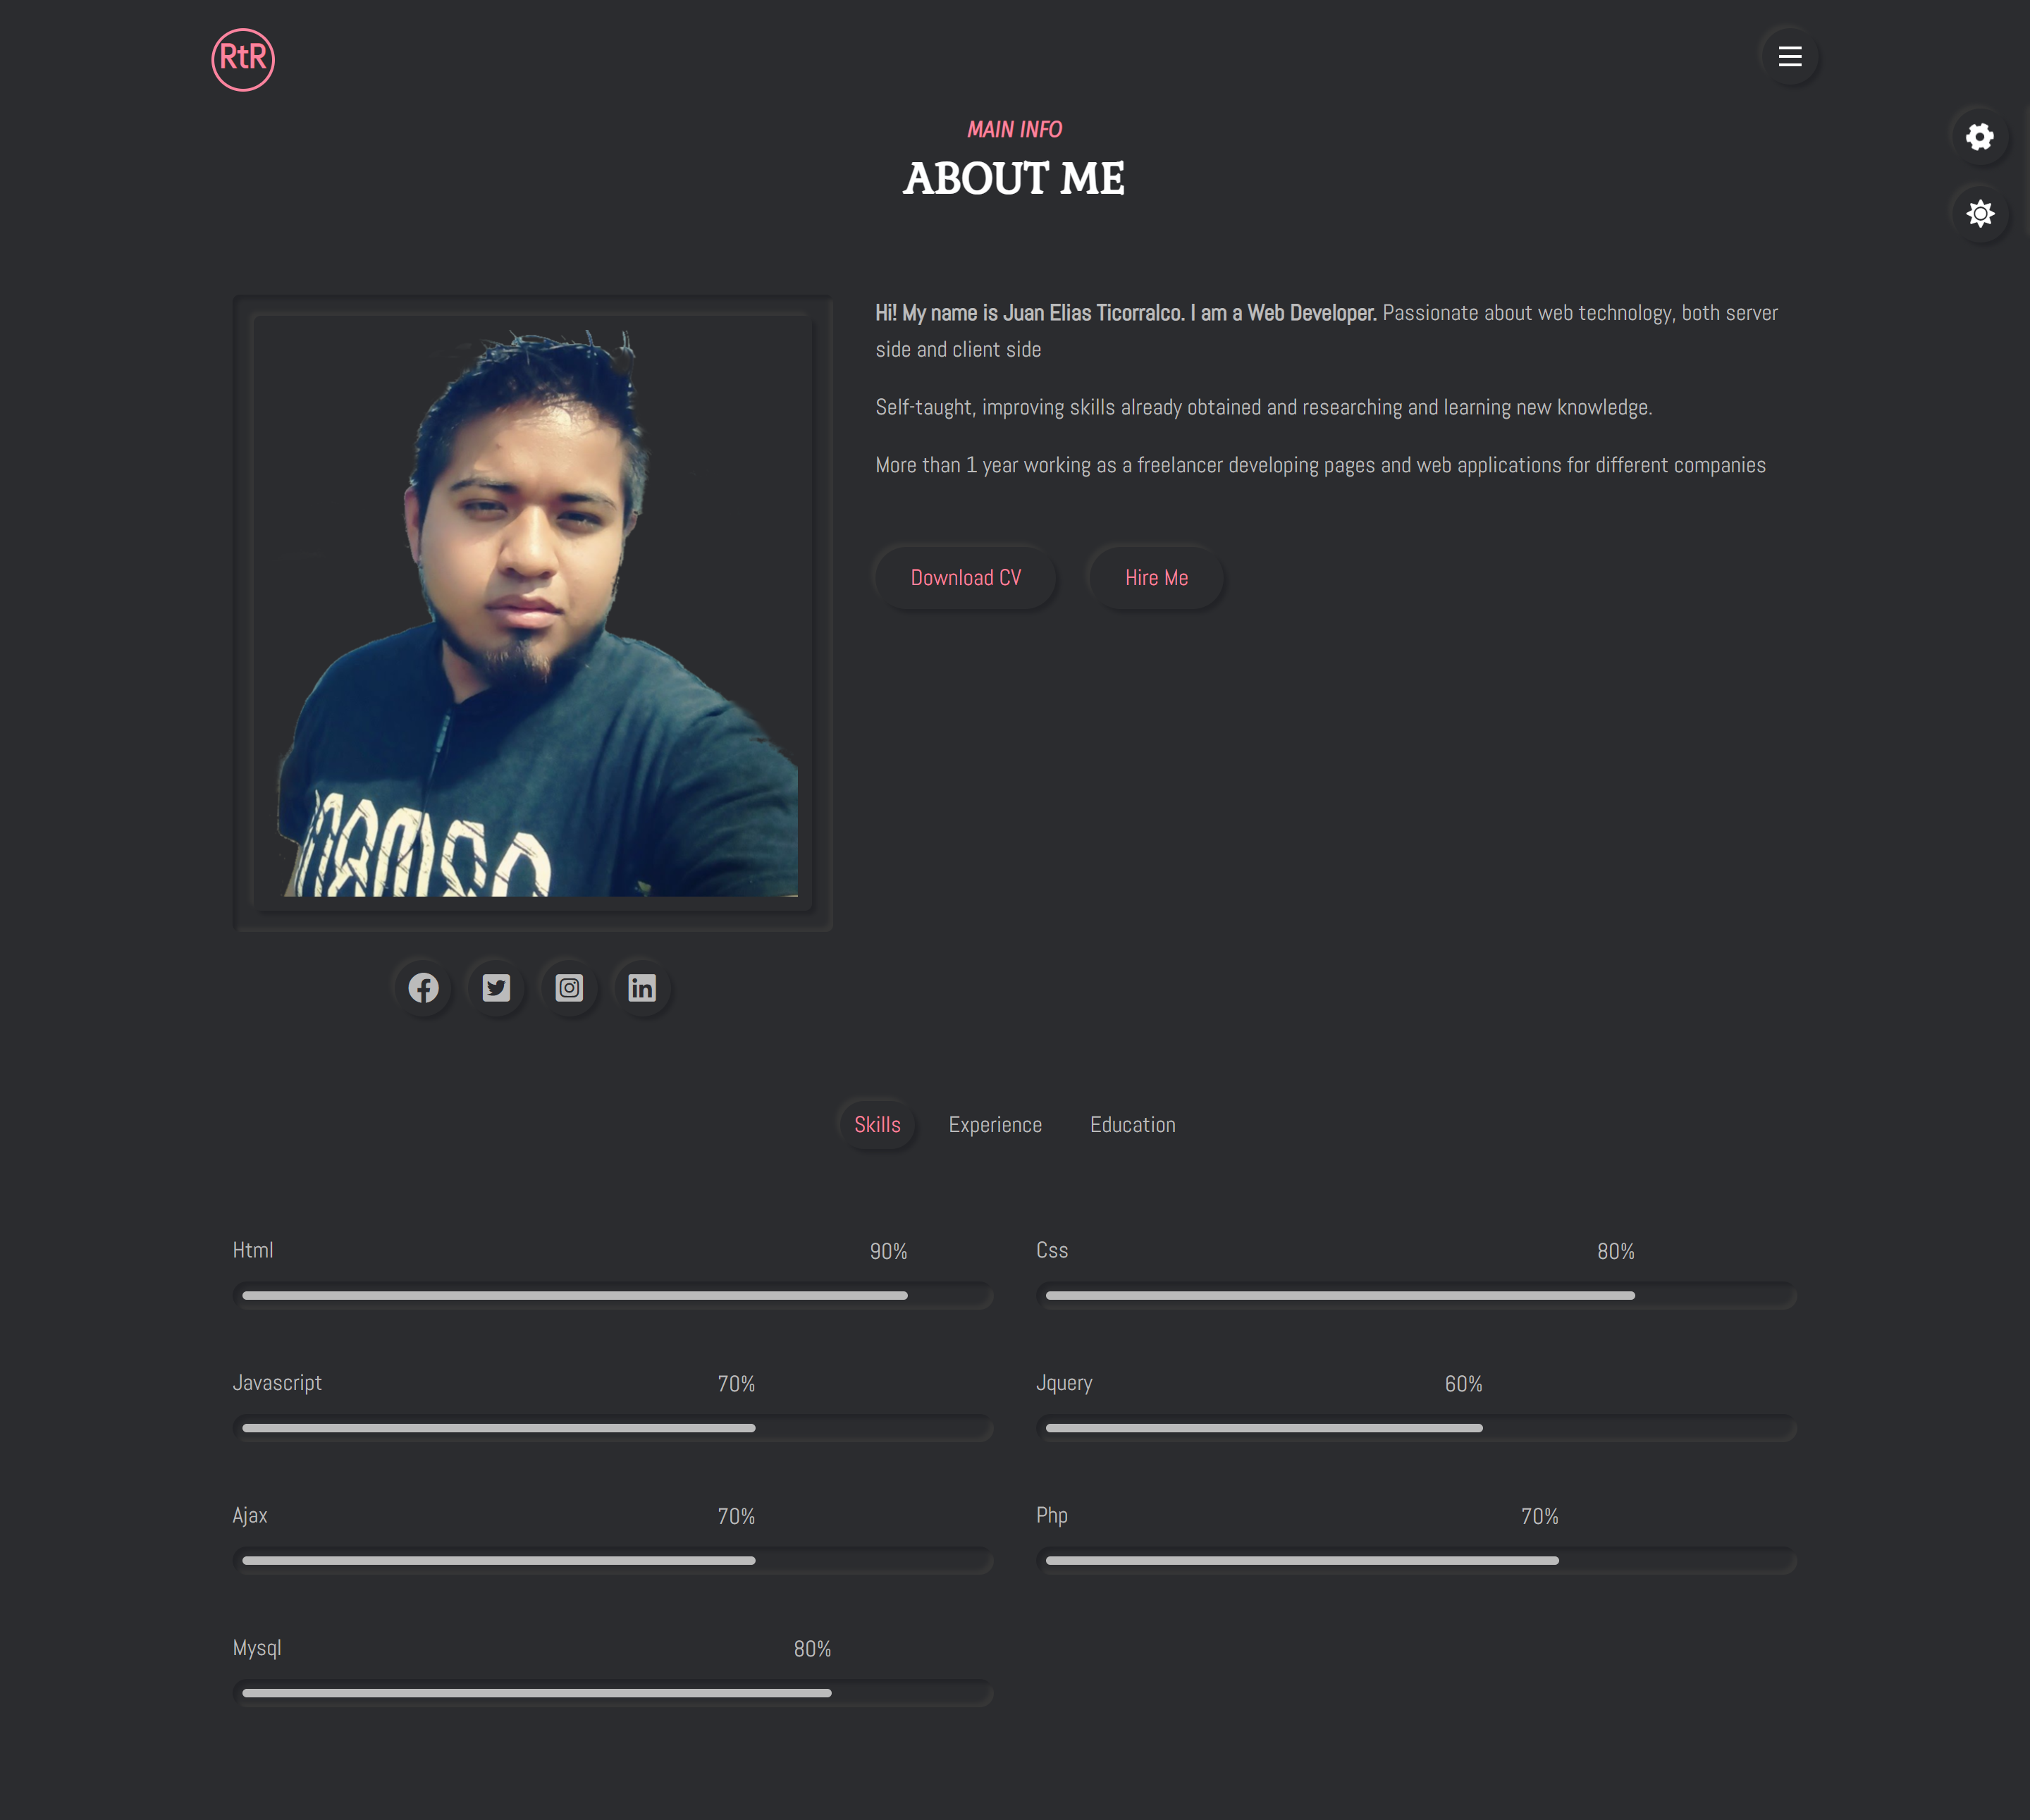 RtR
MAIN INFO
ABOUT ME
Hi! My name is Juan Elias Ticorralco. I am a Web Developer. Passionate about web technology, both server
side and client side
Self-taught, improving skills already obtained and researching and learning new knowledge.
More than 1 year working as a freelancer developing pages and web applications for different companies
Download CV
Hire Me
Skills
Experience
Education
Html 90%
Css 80%
Javascript 70%
Jquery 60%
Ajax 70%
Php 70%
Mysql 80%